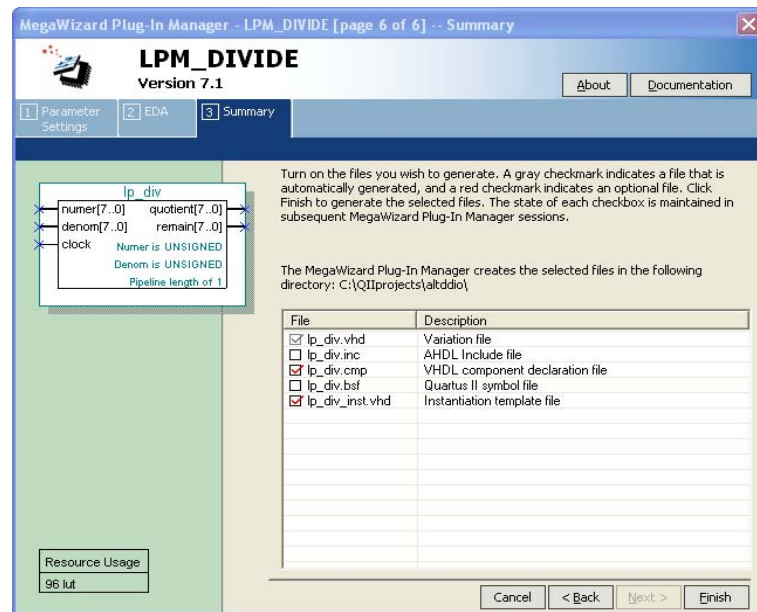 MegaWizard Plug-In Manager - LPM_DIVIDE [page 6 of 6] -- Summary
LPM_DIVIDE
Version 7.1
About
Documentation
1 Parameter Settings
2 EDA
3 Summary
lp_div
numer[7..0] quotient[7..0]
denom[7..0] remain[7..0]
clock Numer is UNSIGNED
Denom is UNSIGNED
Pipeline length of 1
Resource Usage
96 lut
Turn on the files you wish to generate. A gray checkmark indicates a file that is
automatically generated, and a red checkmark indicates an optional file. Click
Finish to generate the selected files. The state of each checkbox is maintained in
subsequent MegaWizard Plug-In Manager sessions.
The MegaWizard Plug-In Manager creates the selected files in the following
directory: C:\QIIprojects\altddio\
File Description
lp_div.vhd Variation file
lp_div.inc AHDL Include file
lp_div.cmp VHDL component declaration file
lp_div.bsf Quartus II symbol file
lp_div_inst.vhd Instantiation template file
Cancel
< Back
Next >
Finish